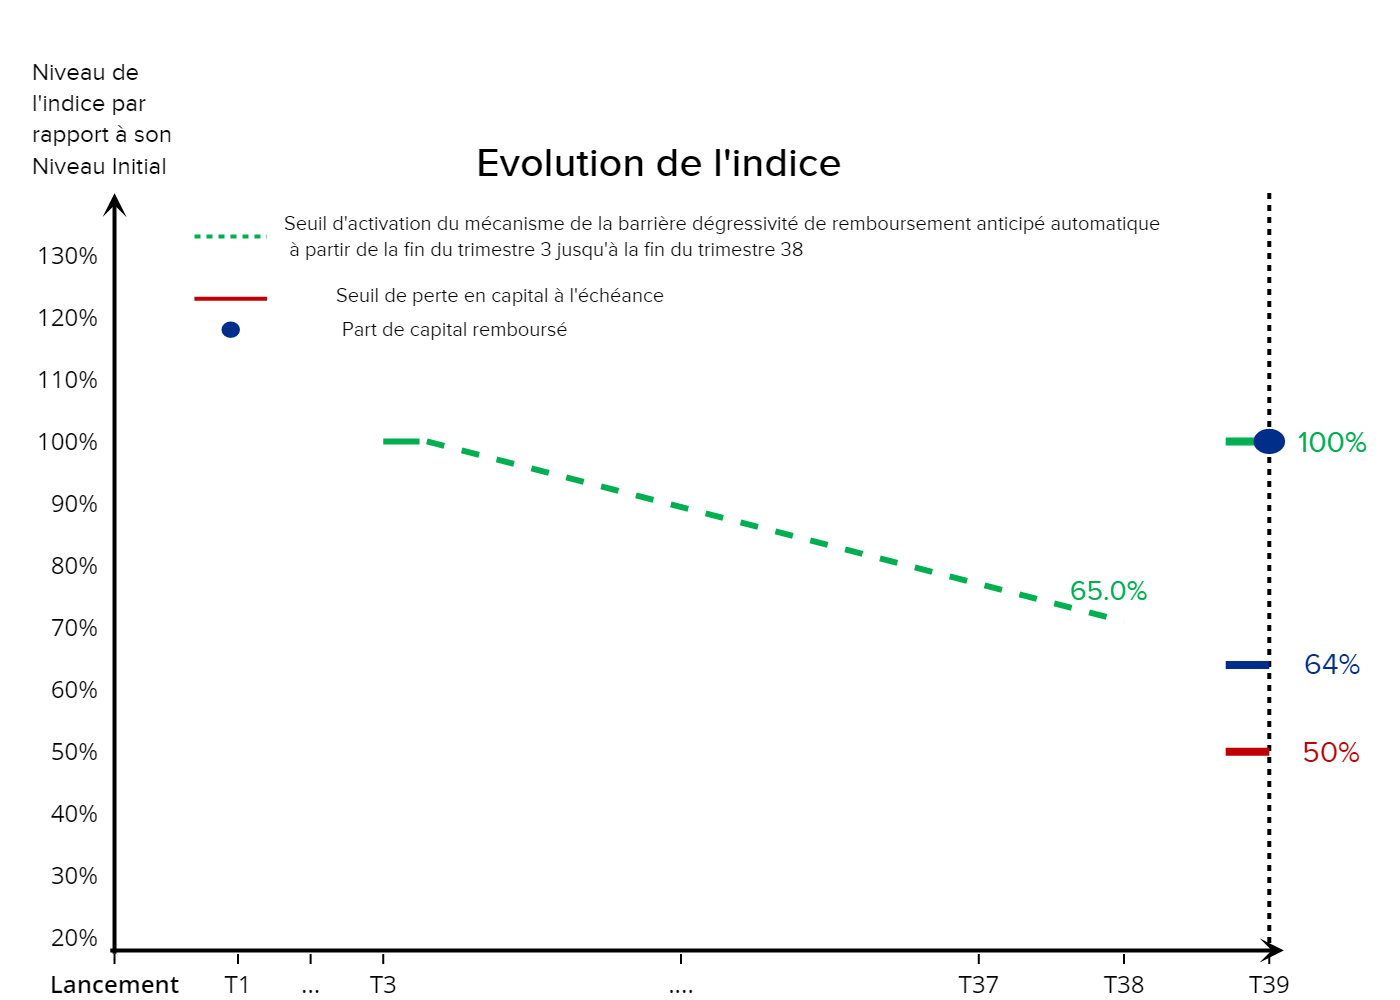 Niveau de
l'indice par
rapport à son
Niveau Initial
Evolution de l'indice
Seuil d'activation du mécanisme de la barrière dégressivité de remboursement anticipé automatique
à partir de la fin du trimestre 3 jusqu'à la fin du trimestre 38
Seuil de perte en capital à l'échéance
Part de capital remboursé
130%
120%
110%
100%
90%
80%
70%
60%
50%
40%
30%
20%
100%
65.0%
64%
50%
Lancement T1 ... T3 .... T37 T38 T39